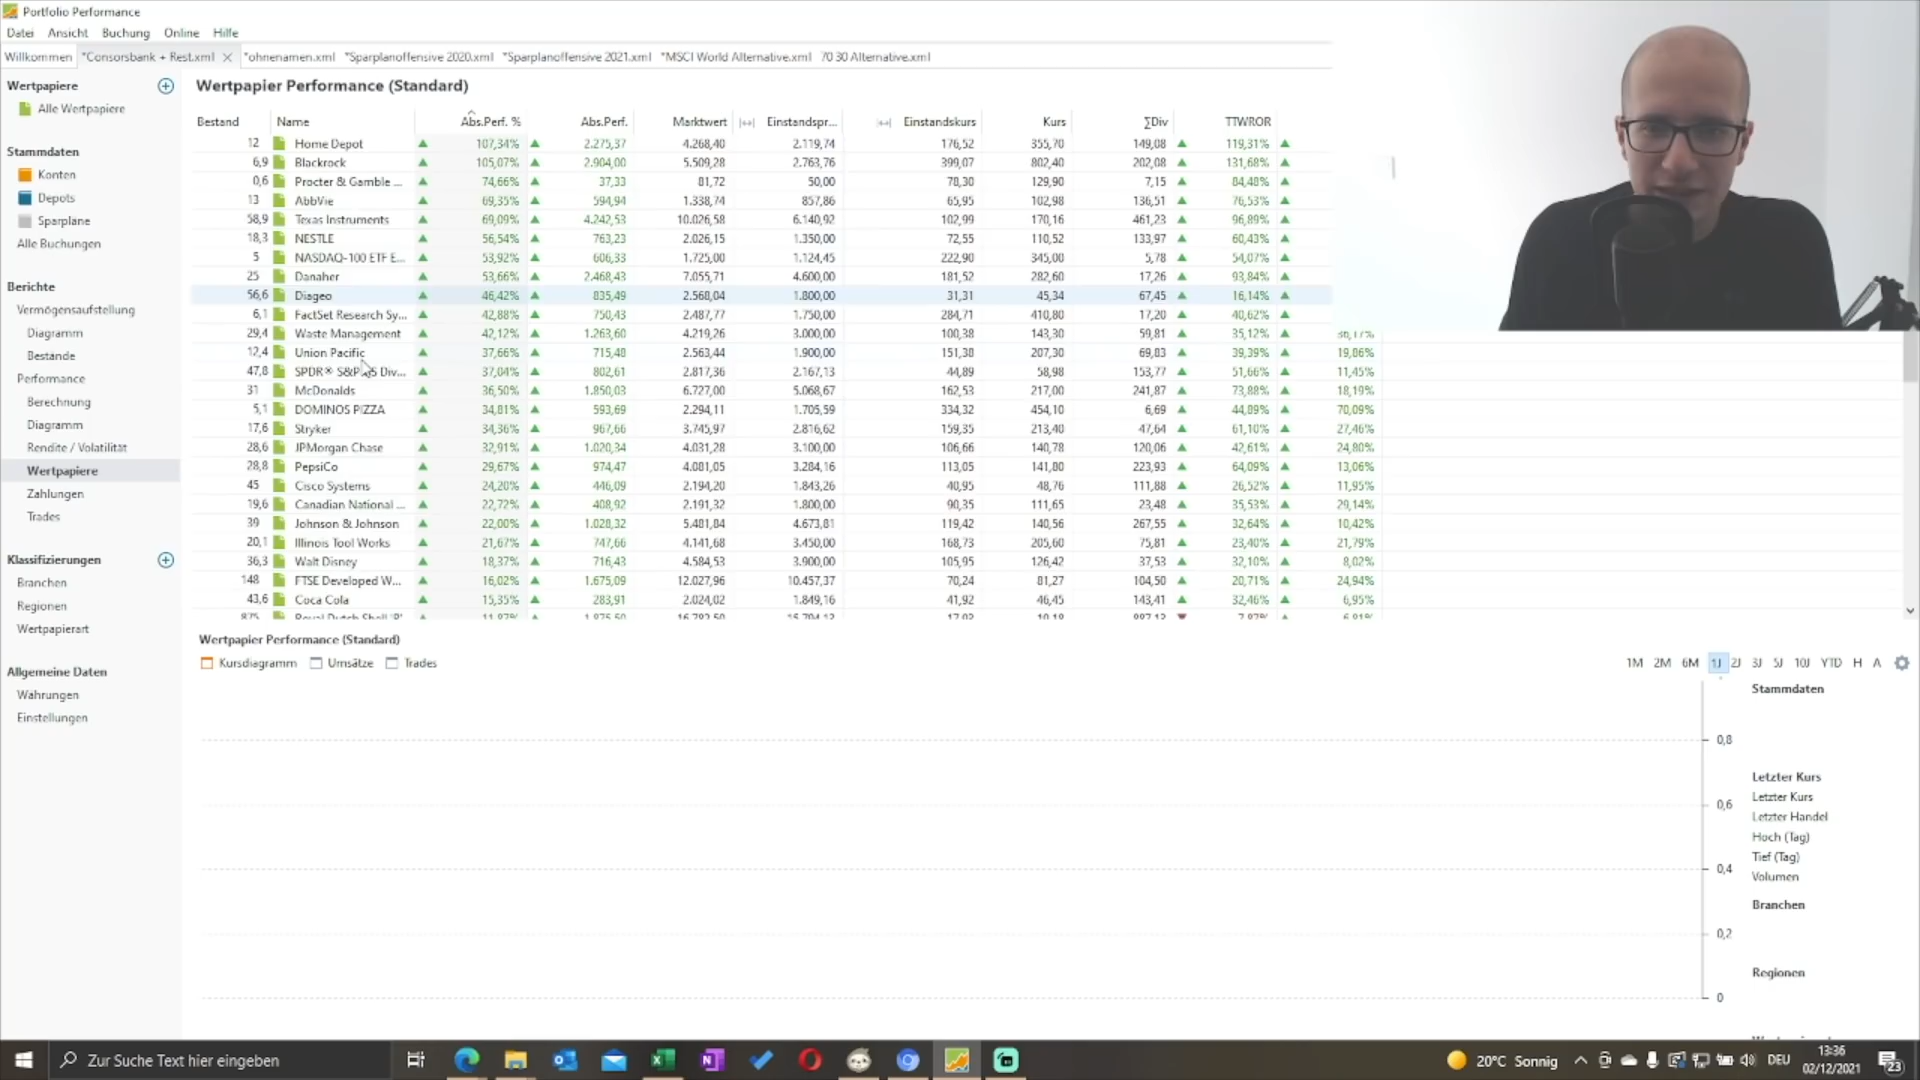 Portfolio Performance
Datei Ansicht Buchung Online Hilfe
Willkommen *Consorsbank + Rest.xml *ohnenamen.xml *Sparplanoffensive 2020.xml *Sparplanoffensive 2021.xml *MSCI World Alternative.xml 70 30 Alternative.xml
Wertpapiere
Alle Wertpapiere
Stammdaten
Konten
Depots
Sparpläne
Alle Buchungen
Berichte
Vermögensaufstellung
Diagramm
Bestände
Performance
Berechnung
Diagramm
Rendite / Volatilität
Wertpapiere
Zahlungen
Trades
Klassifizierungen
Branchen
Regionen
Wertpapierart
Allgemeine Daten
Währungen
Einstellungen
Wertpapier Performance (Standard)
Bestand Name Abs.Perf. % Abs.Perf. Marktwert Einstandspr... Einstandskurs Kurs ∑Div TTWROR
12 Home Depot 107,34% 2.275,37 4.268,40 2.119,74 176,52 355,70 149,08 119,31%
6,9 Blackrock 105,07% 2.904,00 5.509,28 2.763,76 399,07 802,40 202,08 131,68%
0,6 Procter & Gamble ... 74,66% 37,33 81,72 50,00 78,30 129,90 7,15 84,48%
13 AbbVie 69,35% 594,94 1.338,74 857,86 65,95 102,98 136,51 76,53%
58,9 Texas Instruments 69,09% 4.242,53 10.026,58 6.140,92 102,99 170,16 461,23 96,89%
18,3 NESTLE 56,54% 763,23 2.026,15 1.350,00 72,55 110,52 133,97 60,43%
5 NASDAQ-100 ETF E... 53,92% 606,33 1.725,00 1.124,45 222,90 345,00 5,78 54,07%
25 Danaher 53,66% 2.468,43 7.055,71 4.600,00 181,52 282,60 17,26 93,84%
56,6 Diageo 46,42% 835,49 2.568,04 1.800,00 31,31 45,34 67,45 16,14%
6,1 FactSet Research Sy... 42,88% 750,43 2.487,77 1.750,00 284,71 410,80 17,20 40,62%
29,4 Waste Management 42,12% 1.263,60 4.219,26 3.000,00 100,38 143,30 59,81 35,12%
12,4 Union Pacific 37,66% 715,48 2.563,44 1.900,00 151,38 207,30 69,83 39,39% 19,86%
47,8 SPDR® S&P US Div... 37,04% 802,61 2.817,36 2.167,13 44,89 58,98 153,77 51,66% 11,45%
31 McDonalds 36,50% 1.850,03 6.727,00 5.068,67 162,53 217,00 241,87 73,88% 18,19%
5,1 DOMINOS PIZZA 34,81% 593,69 2.294,11 1.705,59 334,32 454,10 6,69 44,89% 70,09%
17,6 Stryker 34,36% 967,66 3.745,97 2.816,62 159,35 213,40 47,64 61,10% 27,46%
28,6 JPMorgan Chase 32,91% 1.020,34 4.031,28 3.100,00 106,66 140,78 120,06 42,61% 24,80%
28,8 PepsiCo 29,67% 974,47 4.081,05 3.284,16 113,05 141,80 223,93 64,09% 13,06%
45 Cisco Systems 24,20% 446,09 2.194,20 1.843,26 40,95 48,76 111,88 26,52% 11,95%
19,6 Canadian National ... 22,72% 408,92 2.191,32 1.800,00 90,35 111,65 23,48 35,53% 29,14%
39 Johnson & Johnson 22,00% 1.028,32 5.481,84 4.673,81 119,42 140,56 267,55 32,64% 10,42%
20,1 Illinois Tool Works 21,67% 747,66 4.141,68 3.450,00 168,73 205,60 75,81 23,40% 21,79%
36,3 Walt Disney 18,37% 716,43 4.584,53 3.900,00 105,95 126,42 37,53 32,10% 8,02%
148 FTSE Developed W... 16,02% 1.675,09 12.027,96 10.457,37 70,24 81,27 104,50 20,71% 24,94%
43,6 Coca Cola 15,35% 283,91 2.024,02 1.849,16 41,92 46,45 143,41 32,46% 6,95%
Wertpapier Performance (Standard)
Kursdiagramm Umsätze Trades
1M 2M 6M 1J 2J 3J 5J 10J YTD H A
0,8
0,6
0,4
0,2
0
Stammdaten
Letzter Kurs
Letzter Kurs
Letzter Handel
Hoch (Tag)
Tief (Tag)
Volumen
Branchen
Regionen
Zur Suche Text hier eingeben
20°C Sonnig
DEU
13:36
02/12/2021
23